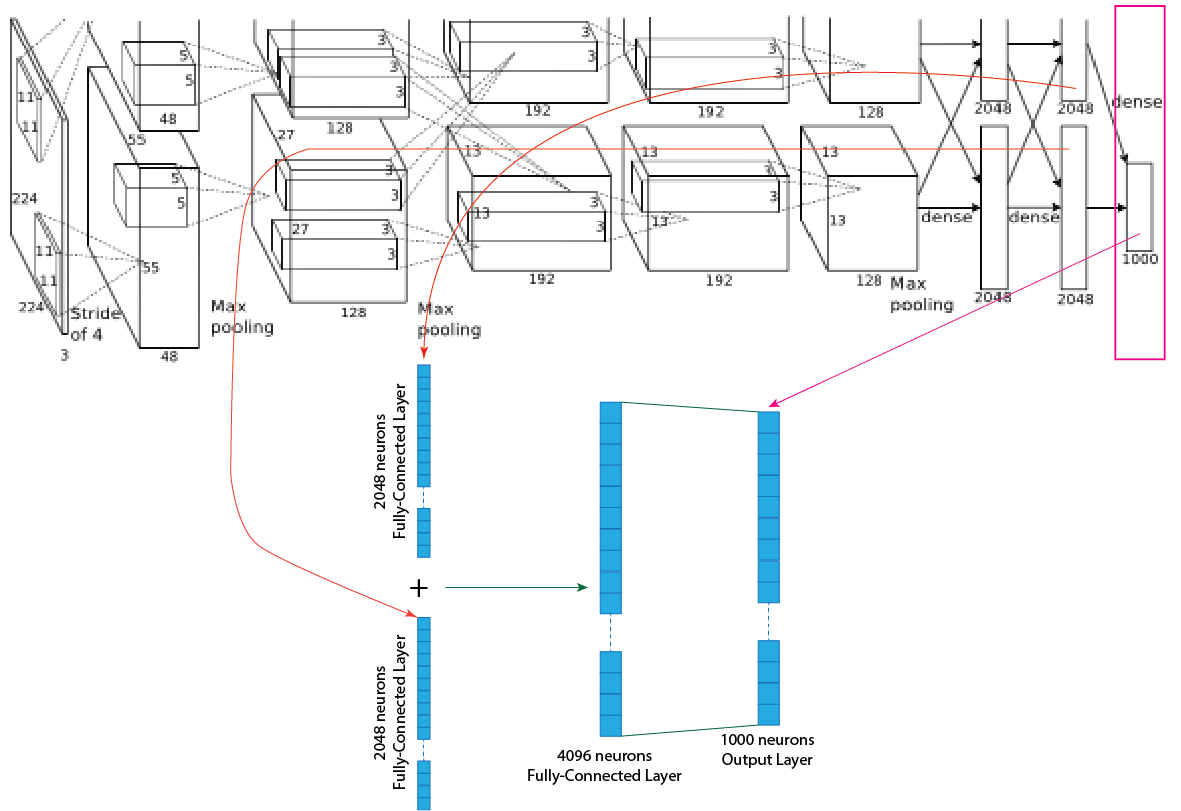 3
3
5
5
3
3
3
3
11
11
48
128
192
192
128
2048
2048
dense
55
27
13
13
13
3
3
3
5
5
3
3
224
27
3
3
13
3
13
13
dense
dense
11
11
55
192
192
128
1000
224
Stride
of 4
Max
pooling
128
Max
pooling
Max
pooling
2048
2048
3
48
2048 neurons
Fully-Connected Layer
+
2048 neurons
Fully-Connected Layer
4096 neurons
Fully-Connected Layer
1000 neurons
Output Layer